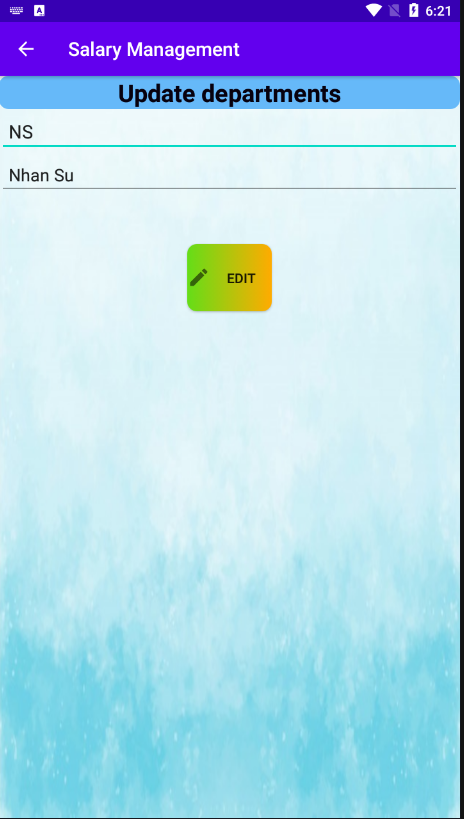 6:21
Salary Management
Update departments
NS
Nhan Su
EDIT